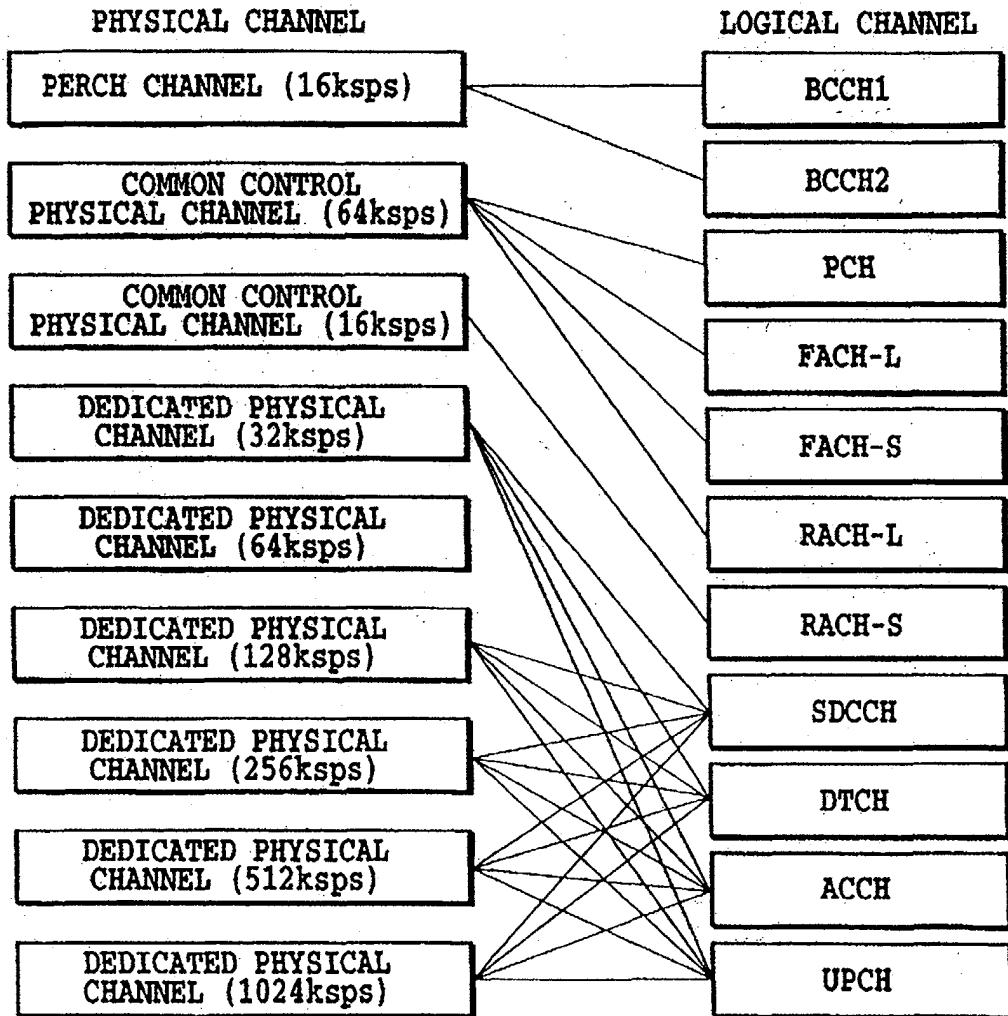 PHYSICAL CHANNEL
PERCH CHANNEL (16ksps)
COMMON CONTROL
PHYSICAL CHANNEL (64ksps)
COMMON CONTROL
PHYSICAL CHANNEL (16ksps)
DEDICATED PHYSICAL
CHANNEL (32ksps)
DEDICATED PHYSICAL
CHANNEL (64ksps)
DEDICATED PHYSICAL
CHANNEL (128ksps)
DEDICATED PHYSICAL
CHANNEL (256ksps)
DEDICATED PHYSICAL
CHANNEL (512ksps)
DEDICATED PHYSICAL
CHANNEL (1024ksps)
LOGICAL CHANNEL
BCCH1
BCCH2
PCH
FACH-L
FACH-S
RACH-L
RACH-S
SDCCH
DTCH
ACCH
UPCH